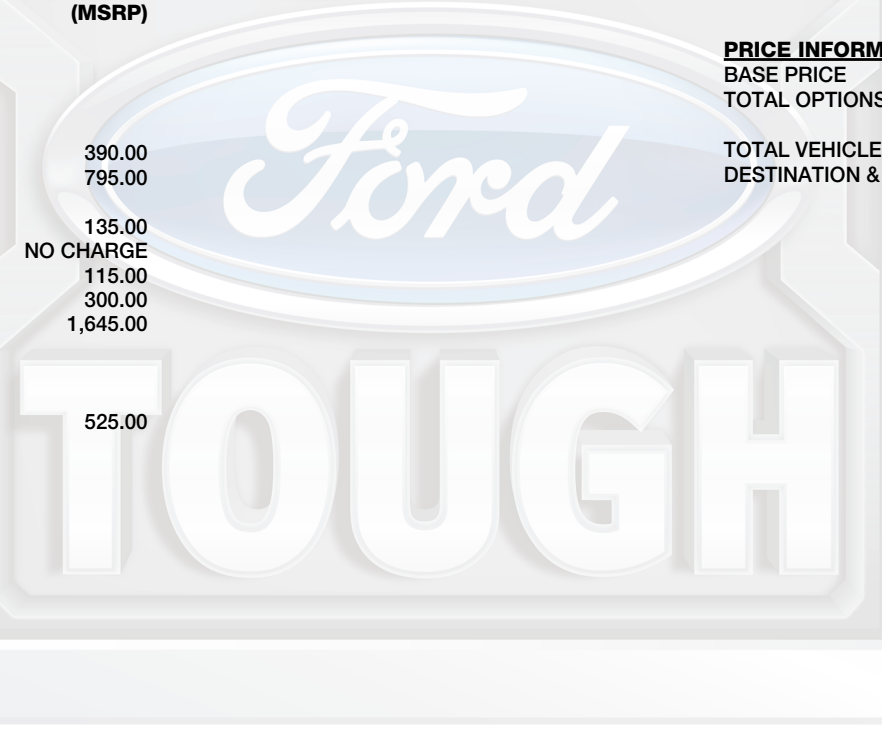 (MSRP)
390.00
795.00
135.00
NO CHARGE
115.00
300.00
1,645.00
525.00
PRICE INFORM
BASE PRICE
TOTAL OPTIONS
TOTAL VEHICLE
DESTINATION &
Ford
TOUGH